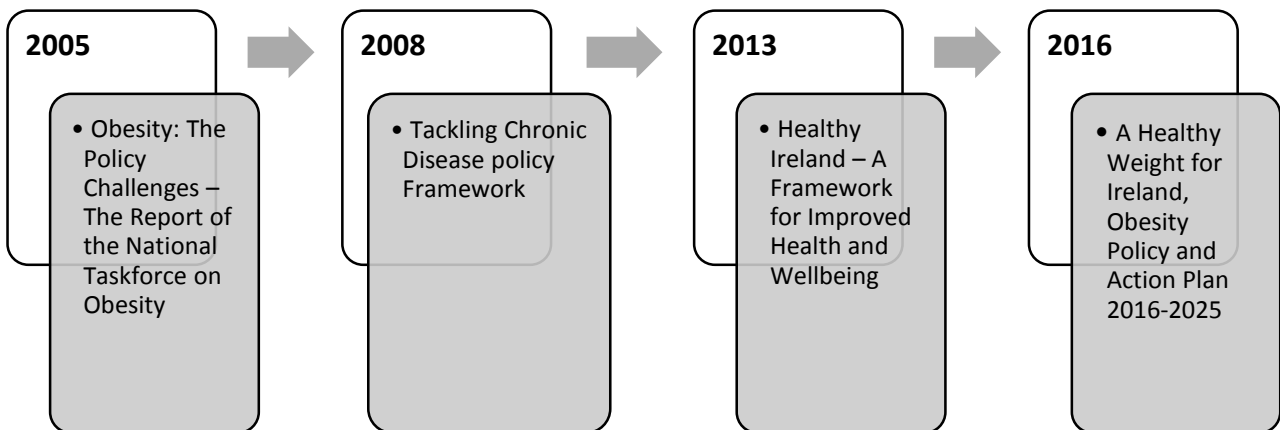 2005
• Obesity: The
Policy
Challenges –
The Report of
the National
Taskforce on
Obesity
2008
• Tackling Chronic
Disease policy
Framework
2013
• Healthy
Ireland – A
Framework
for Improved
Health and
Wellbeing
2016
• A Healthy
Weight for
Ireland,
Obesity
Policy and
Action Plan
2016-2025